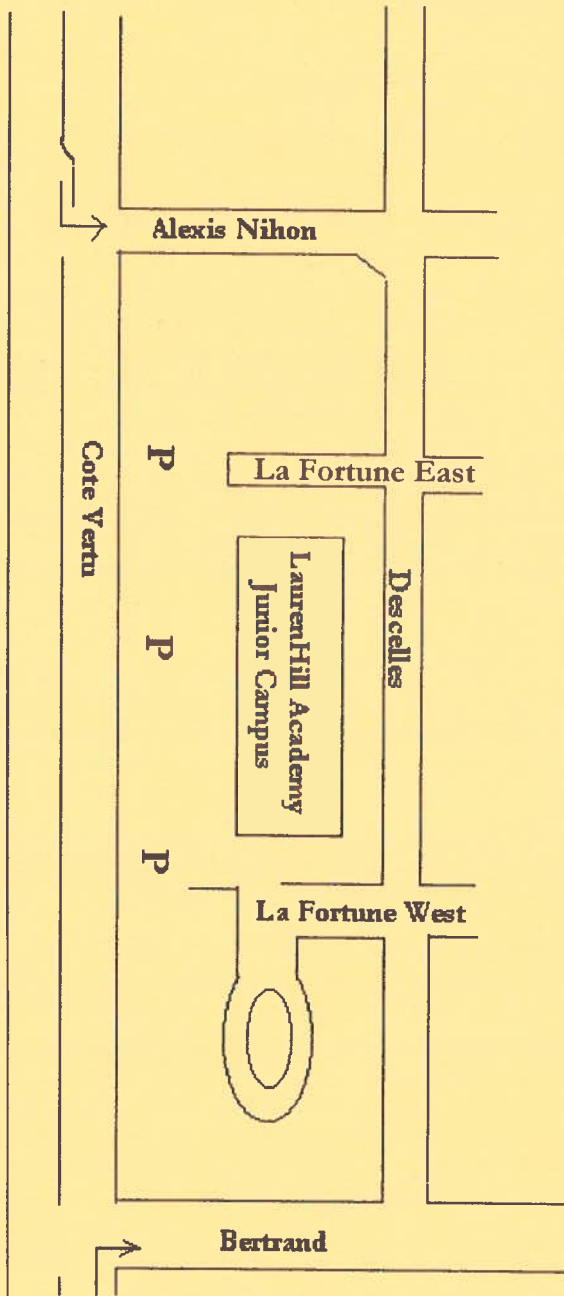 Alexis Nihon
P
La Fortune East
Cote Vertu
LaurenHill Academy
Junior Campus
Descelles
P
P
La Fortune West
Bertrand